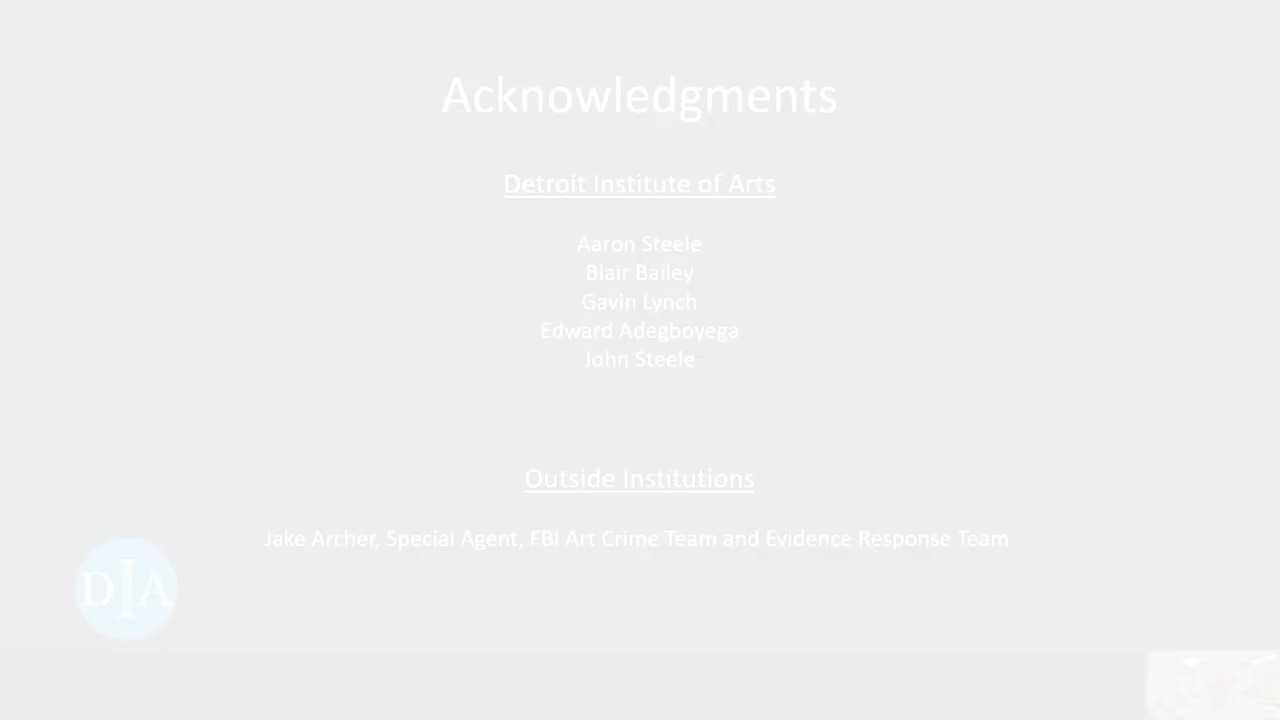 Acknowledgments
Detroit Institute of Arts
Aaron Steele
Blair Bailey
Gavin Lynch
Edward Adegboyega
John Steele
Outside Institutions
Jake Archer, Special Agent, FBI Art Crime Team and Evidence Response Team
DIA